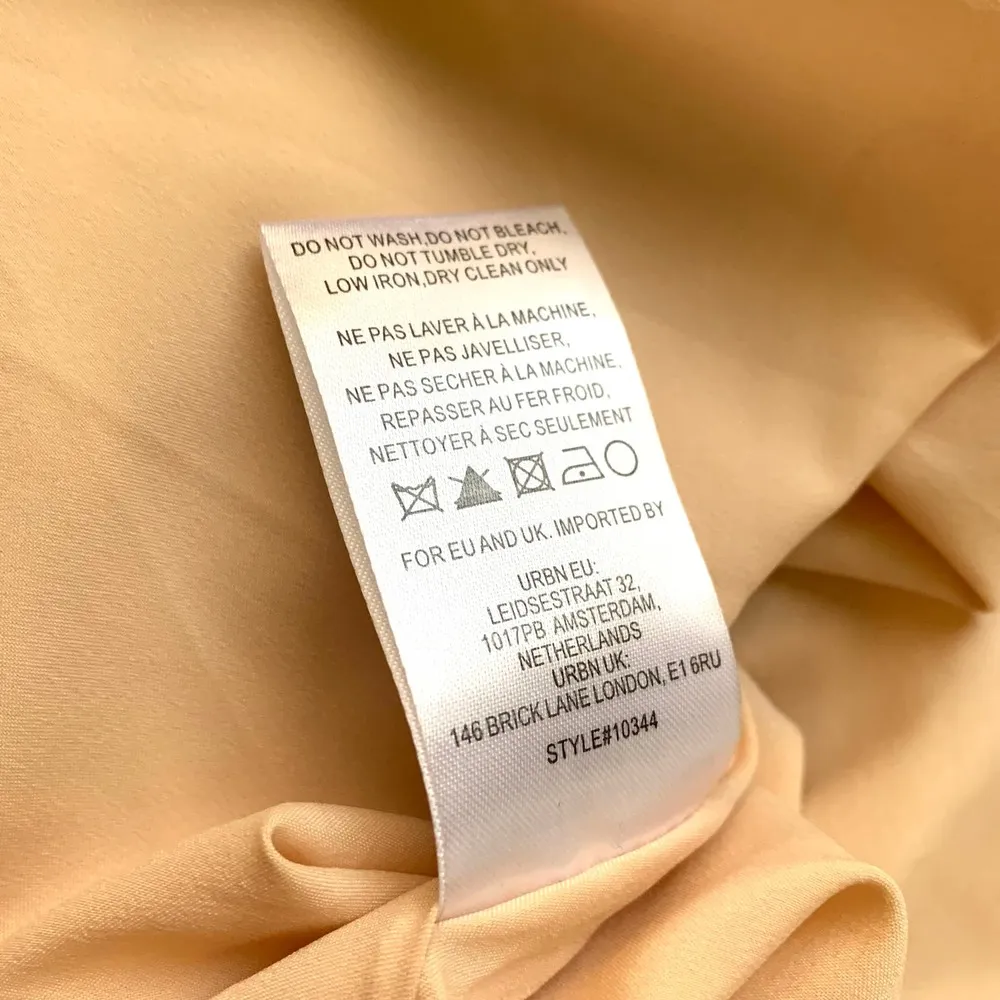 DO NOT WASH,DO NOT BLEACH,
DO NOT TUMBLE DRY,
LOW IRON,DRY CLEAN ONLY
NE PAS LAVER À LA MACHINE,
NE PAS JAVELLISER,
NE PAS SECHER À LA MACHINE,
REPASSER AU FER FROID,
NETTOYER À SEC SEULEMENT
FOR EU AND UK. IMPORTED BY
URBN EU:
LEIDSESTRAAT 32,
1017PB AMSTERDAM,
NETHERLANDS
URBN UK:
146 BRICK LANE LONDON, E1 6RU
STYLE#10344